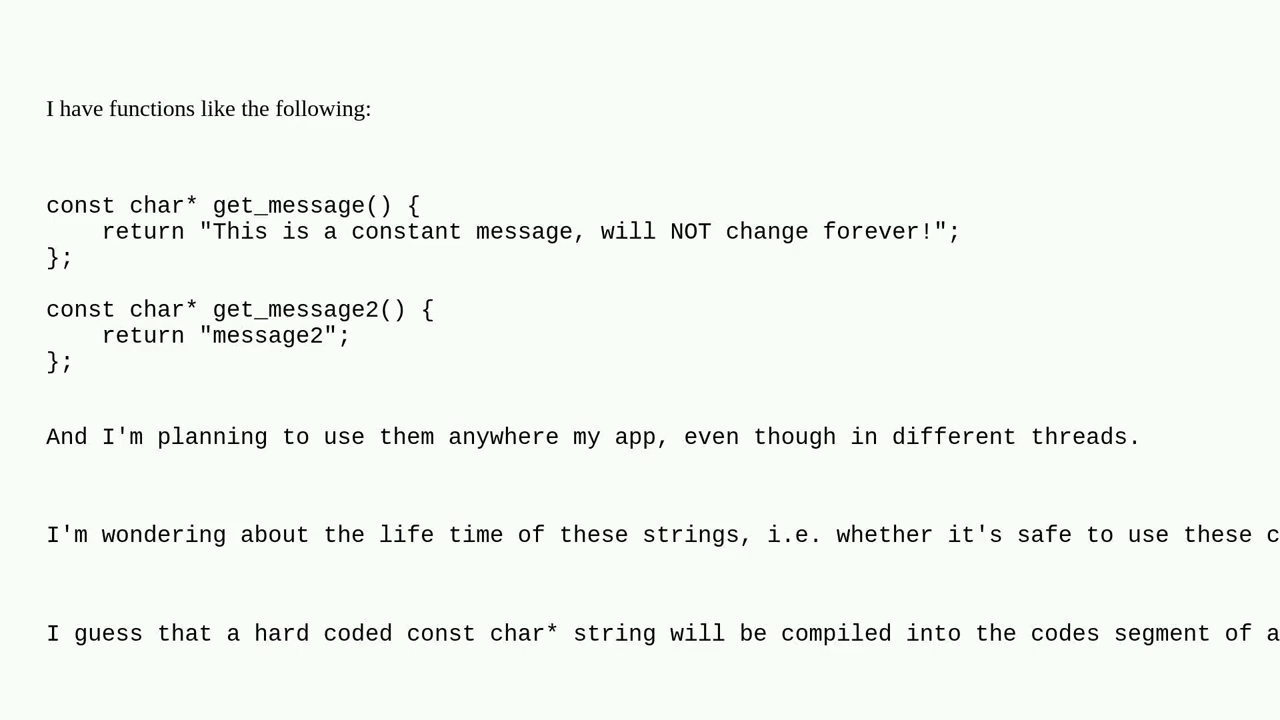 I have functions like the following:
const char* get_message() {
    return "This is a constant message, will NOT change forever!";
};
const char* get_message2() {
    return "message2";
};
And I'm planning to use them anywhere my app, even though in different threads.
I'm wondering about the life time of these strings, i.e. whether it's safe to use these
I guess that a hard coded const char* string will be compiled into the codes segment of